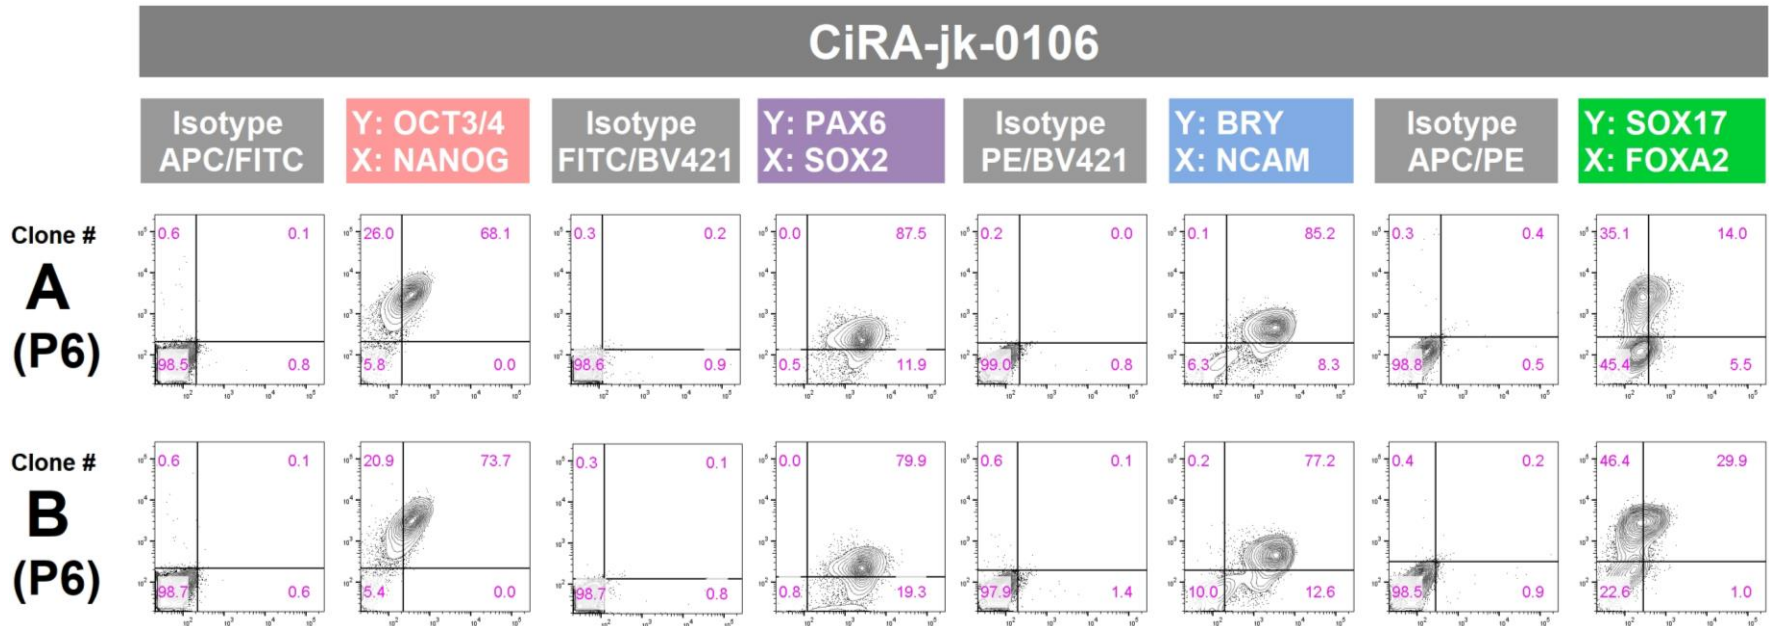 CiRA-jk-0106
Isotype
APC/FITC
Y: OCT3/4
X: NANOG
Isotype
FITC/BV421
Y: PAX6
X: SOX2
Isotype
PE/BV421
Y: BRY
X: NCAM
Isotype
APC/PE
Y: SOX17
X: FOXA2
Clone #
A
(P6)
0.6 0.1
98.5 0.8
26.0 68.1
5.8 0.0
0.3 0.2
98.6 0.9
0.0 87.5
0.5 11.9
0.2 0.0
99.0 0.8
0.1 85.2
6.3 8.3
0.3 0.4
98.8 0.5
35.1 14.0
45.4 5.5
Clone #
B
(P6)
0.6 0.1
98.7 0.6
20.9 73.7
5.4 0.0
0.3 0.1
98.7 0.8
0.0 79.9
0.8 19.3
0.6 0.1
97.9 1.4
0.2 77.2
10.0 12.6
0.4 0.2
98.5 0.9
46.4 29.9
22.6 1.0